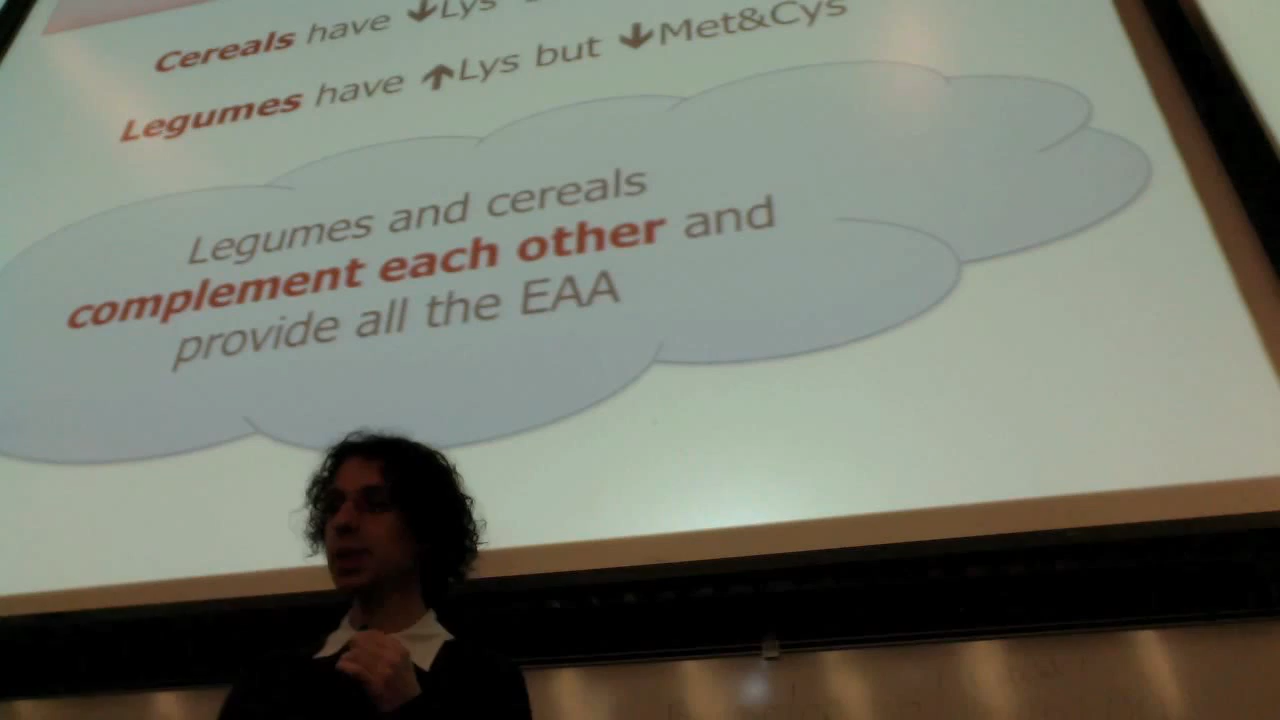 Cereals have ↓Lys
Legumes have ↑Lys but ↓Met&Cys
Legumes and cereals
complement each other and
provide all the EAA